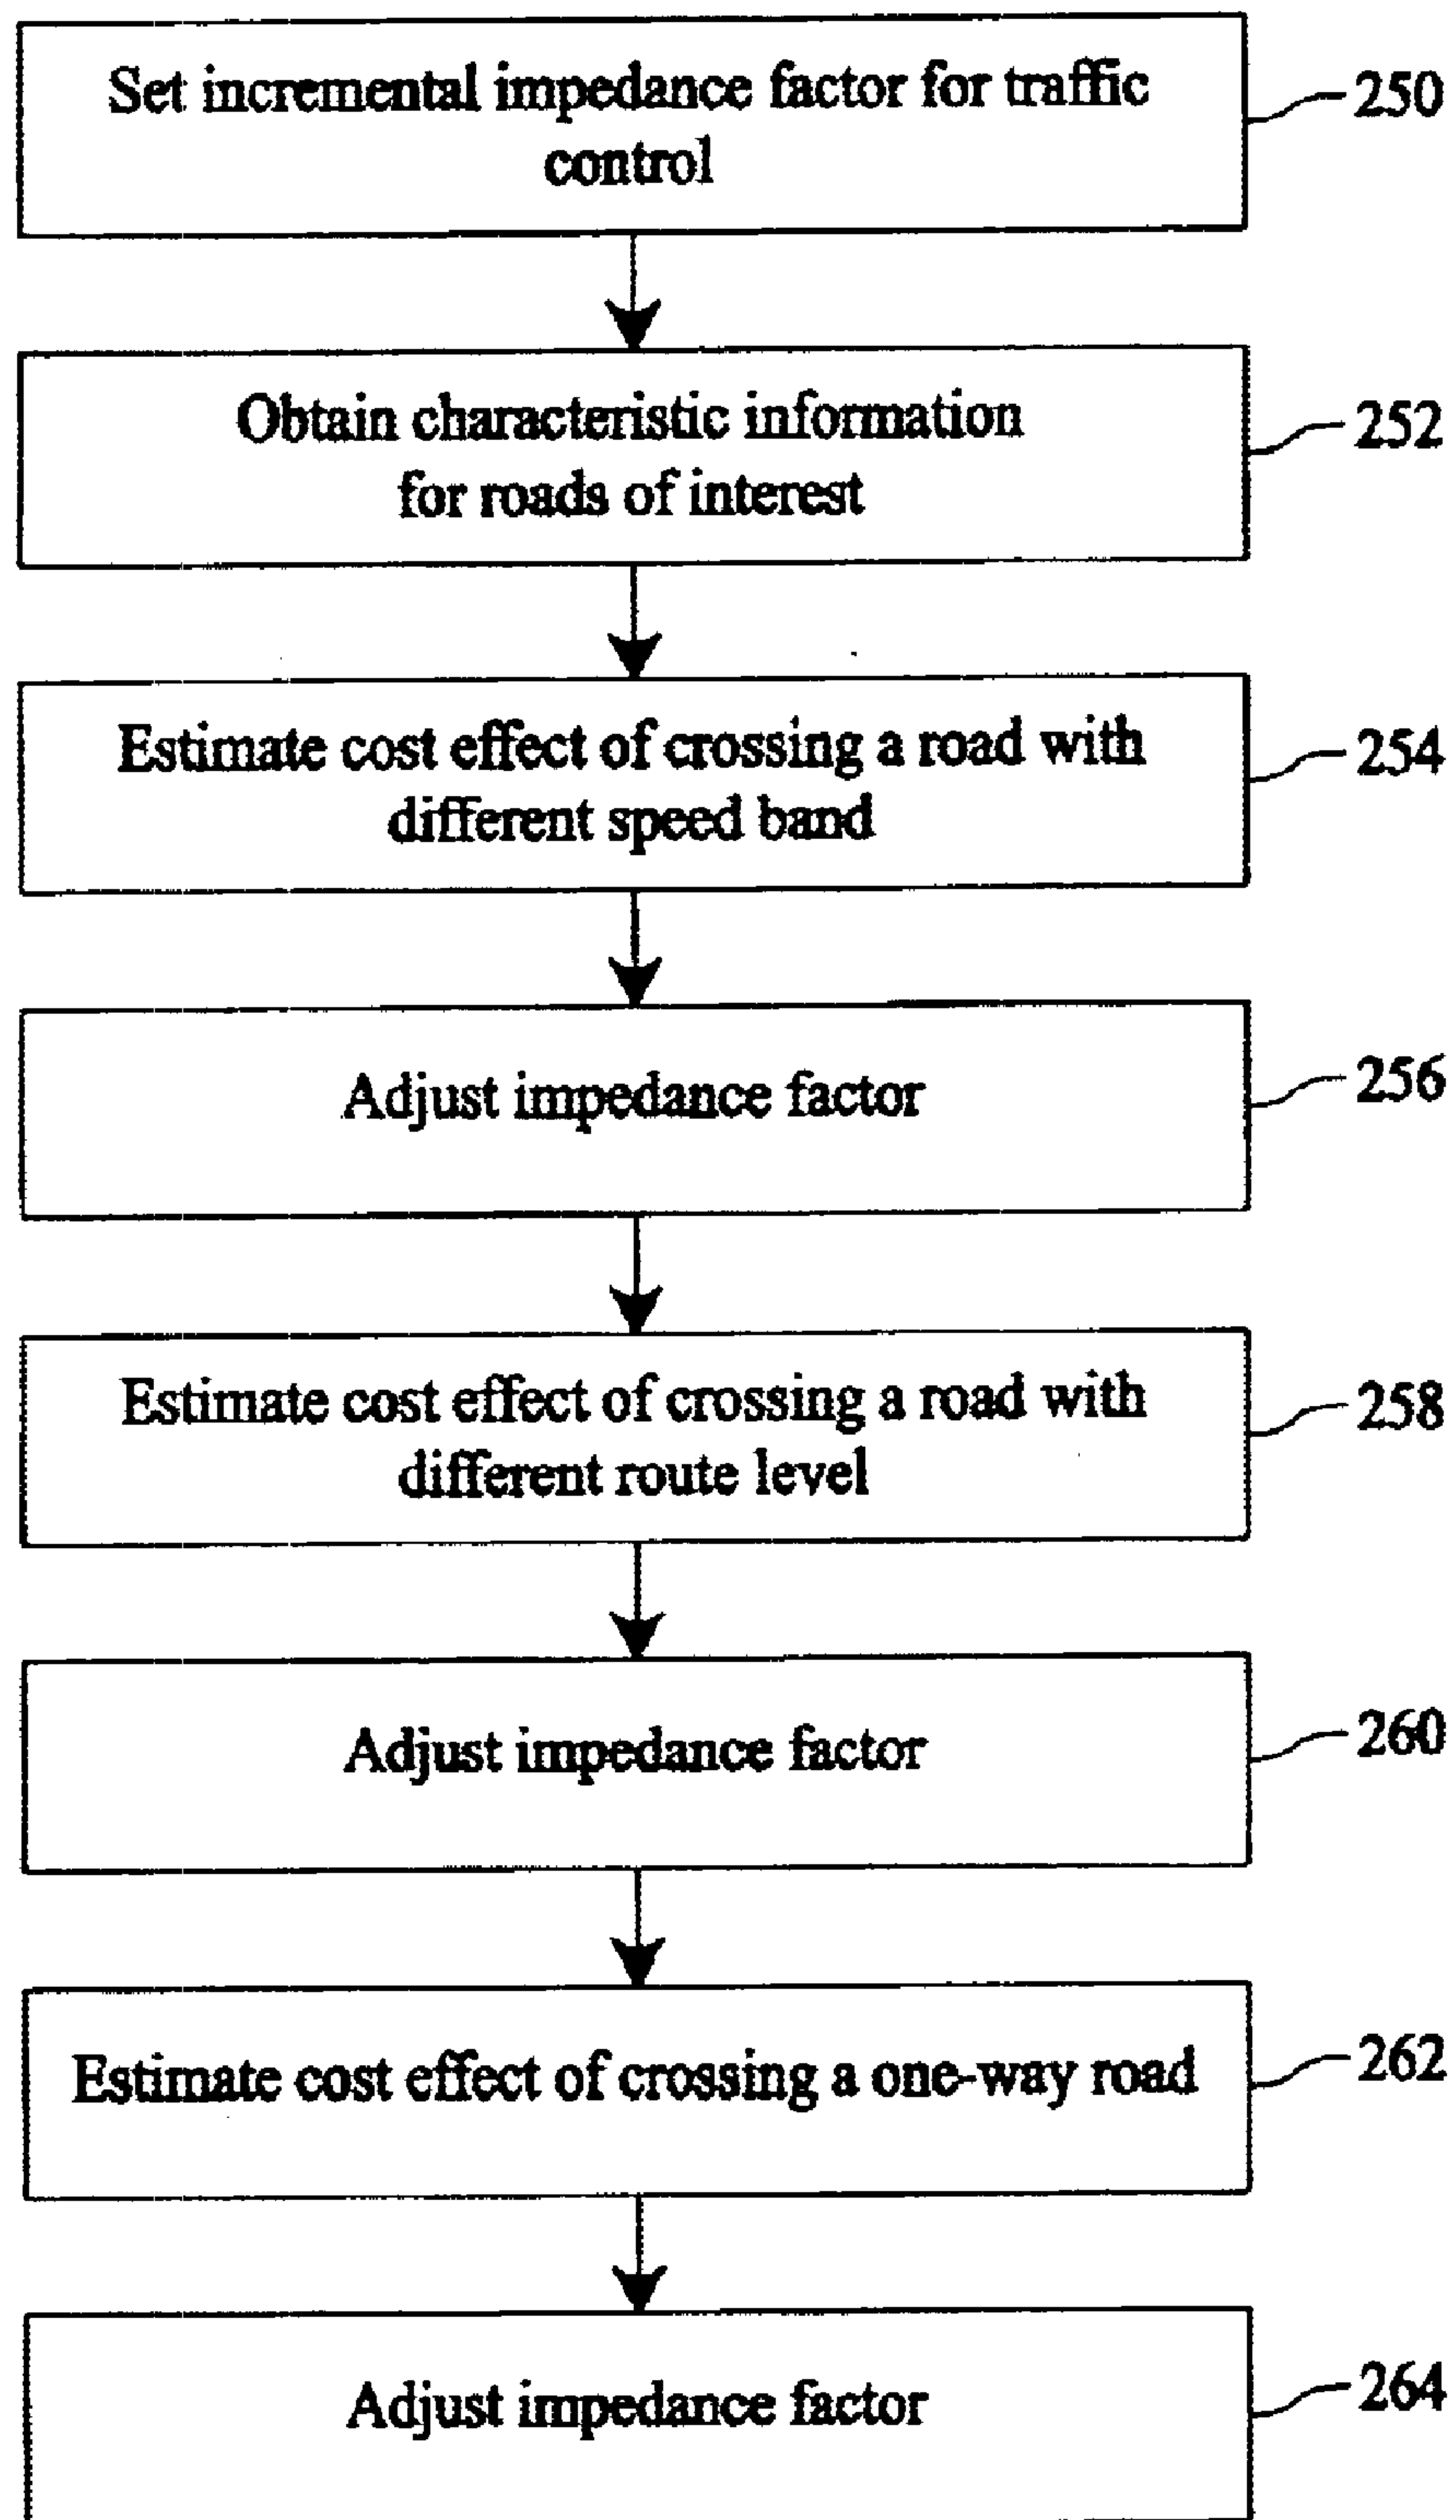 Set incremental impedance factor for traffic
control
250
Obtain characteristic information
for roads of interest
252
Estimate cost effect of crossing a road with
different speed band
254
Adjust impedance factor
256
Estimate cost effect of crossing a road with
different route level
258
Adjust impedance factor
260
Estimate cost effect of crossing a one-way road
262
Adjust impedance factor
264